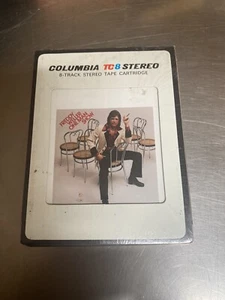 COLUMBIA TC8 STEREO
8-TRACK STEREO TAPE CARTRIDGE